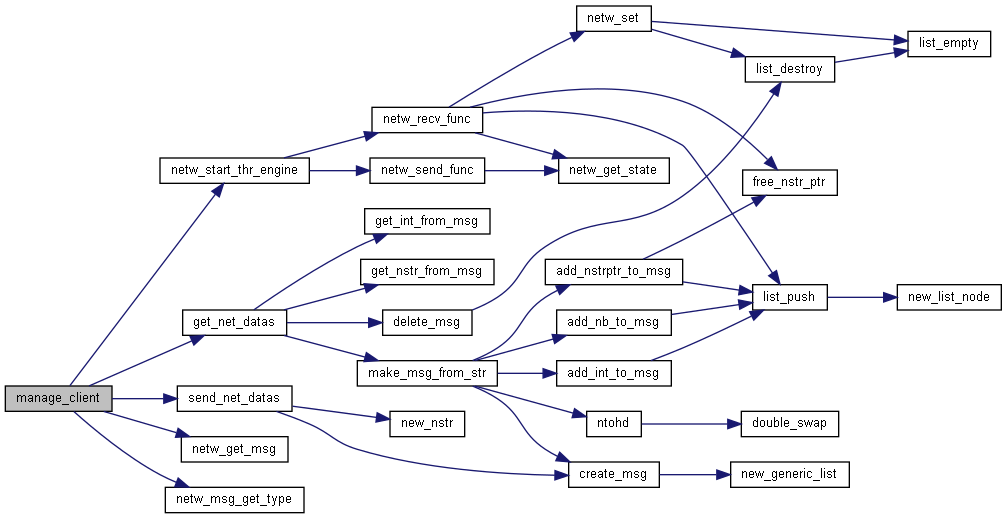 netw_set
list_empty
list_destroy
netw_recv_func
netw_start_thr_engine
netw_send_func
netw_get_state
free_nstr_ptr
get_int_from_msg
get_nstr_from_msg
add_nstrptr_to_msg
list_push
new_list_node
get_net_datas
delete_msg
add_nb_to_msg
make_msg_from_str
add_int_to_msg
manage_client
send_net_datas
new_nstr
ntohd
double_swap
netw_get_msg
create_msg
new_generic_list
netw_msg_get_type